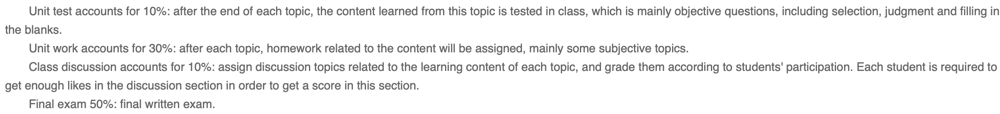 Unit test accounts for 10%: after the end of each topic, the content learned from this topic is tested in class, which is mainly objective questions, including selection, judgment and filling in
the blanks.
Unit work accounts for 30%: after each topic, homework related to the content will be assigned, mainly some subjective topics.
Class discussion accounts for 10%: assign discussion topics related to the learning content of each topic, and grade them according to students' participation. Each student is required to
get enough likes in the discussion section in order to get a score in this section.
Final exam 50%: final written exam.